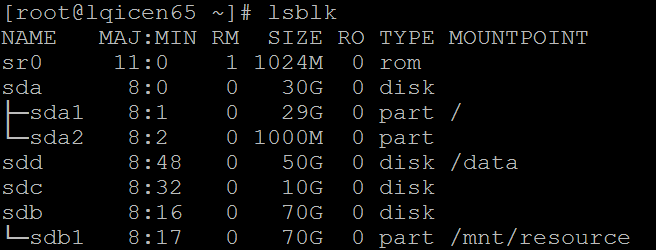 [root@lqicen65 ~]# lsblk
NAME   MAJ:MIN RM  SIZE RO TYPE MOUNTPOINT
sr0     11:0    1 1024M  0 rom
sda      8:0    0   30G  0 disk
├─sda1   8:1    0   29G  0 part /
└─sda2   8:2    0 1000M  0 part
sdd      8:48   0   50G  0 disk /data
sdc      8:32   0   10G  0 disk
sdb      8:16   0   70G  0 disk
└─sdb1   8:17   0   70G  0 part /mnt/resource